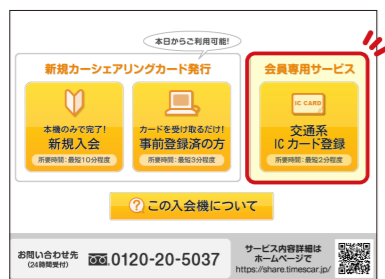 本日からご利用可能!
新規カーシェアリングカード発行
本機のみで完了!
新規入会
所要時間:最短10分程度
カードを受け取るだけ!
事前登録済の方
所要時間:最短3分程度
会員専用サービス
IC CARD
交通系
ICカード登録
所要時間:最短2分程度
? この入会機について
お問い合わせ先
(24時間受付)
0120-20-5037
サービス内容詳細は
ホームページで
https://share.timescar.jp/